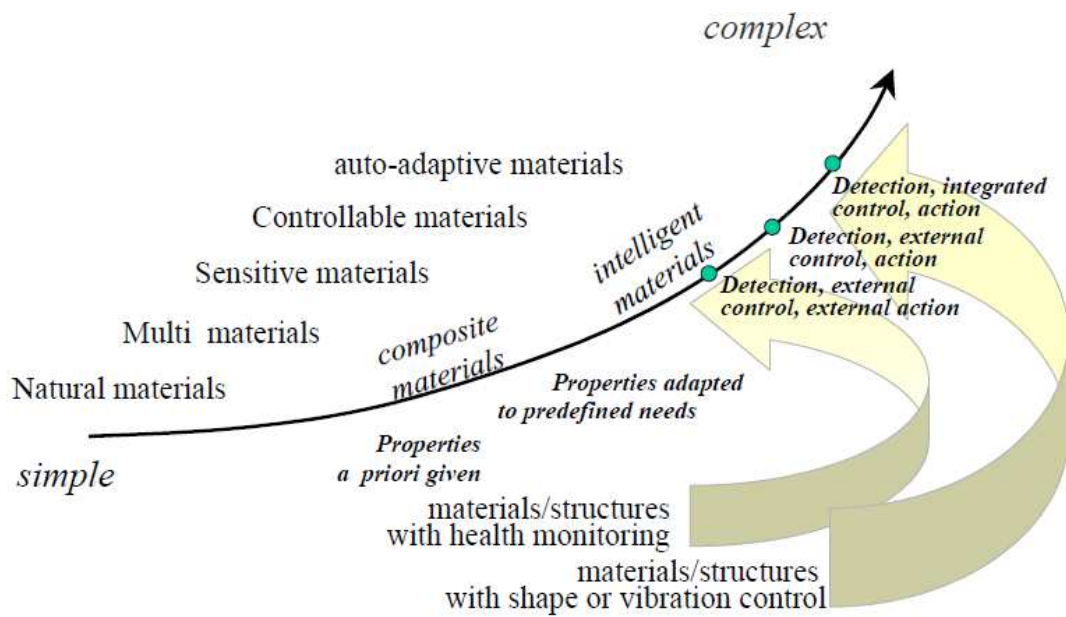 complex
auto-adaptive materials
Controllable materials
Sensitive materials
Multi  materials
Natural materials
simple
composite
materials
intelligent
materials
Detection, integrated
control, action
Detection, external
control, action
Detection, external
control, external action
Properties adapted
to predefined needs
Properties
a  priori given
materials/structures
with health monitoring
materials/structures
with shape or vibration control